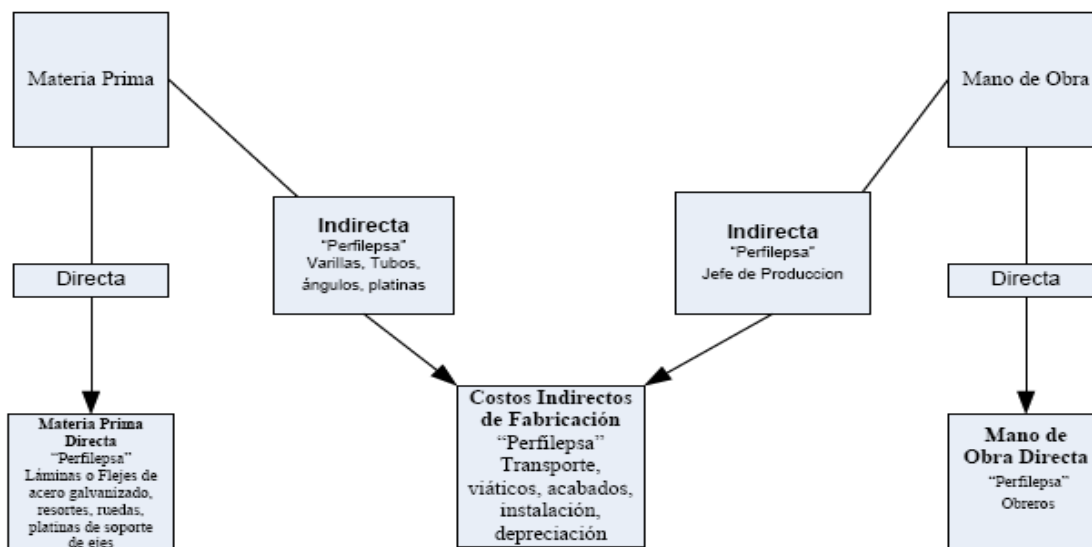 Materia Prima
Mano de Obra
Indirecta
"Perfilepsa"
Varillas, Tubos,
ángulos, platinas
Indirecta
"Perfilepsa"
Jefe de Produccion
Directa
Directa
Materia Prima
Directa
"Perfilepsa"
Láminas o Flejes de
acero galvanizado,
resortes, ruedas,
platinas de soporte
de ejes
Costos Indirectos
de Fabricación
“Perfilepsa”
Transporte,
viáticos, acabados,
instalación,
depreciación
Mano de
Obra Directa
"Perfilepsa"
Obreros